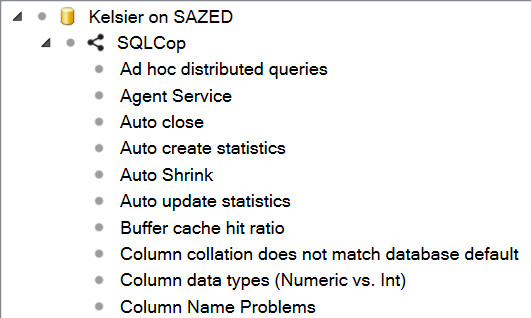 Kelsier on SAZED
SQLCop
Ad hoc distributed queries
Agent Service
Auto close
Auto create statistics
Auto Shrink
Auto update statistics
Buffer cache hit ratio
Column collation does not match database default
Column data types (Numeric vs. Int)
Column Name Problems